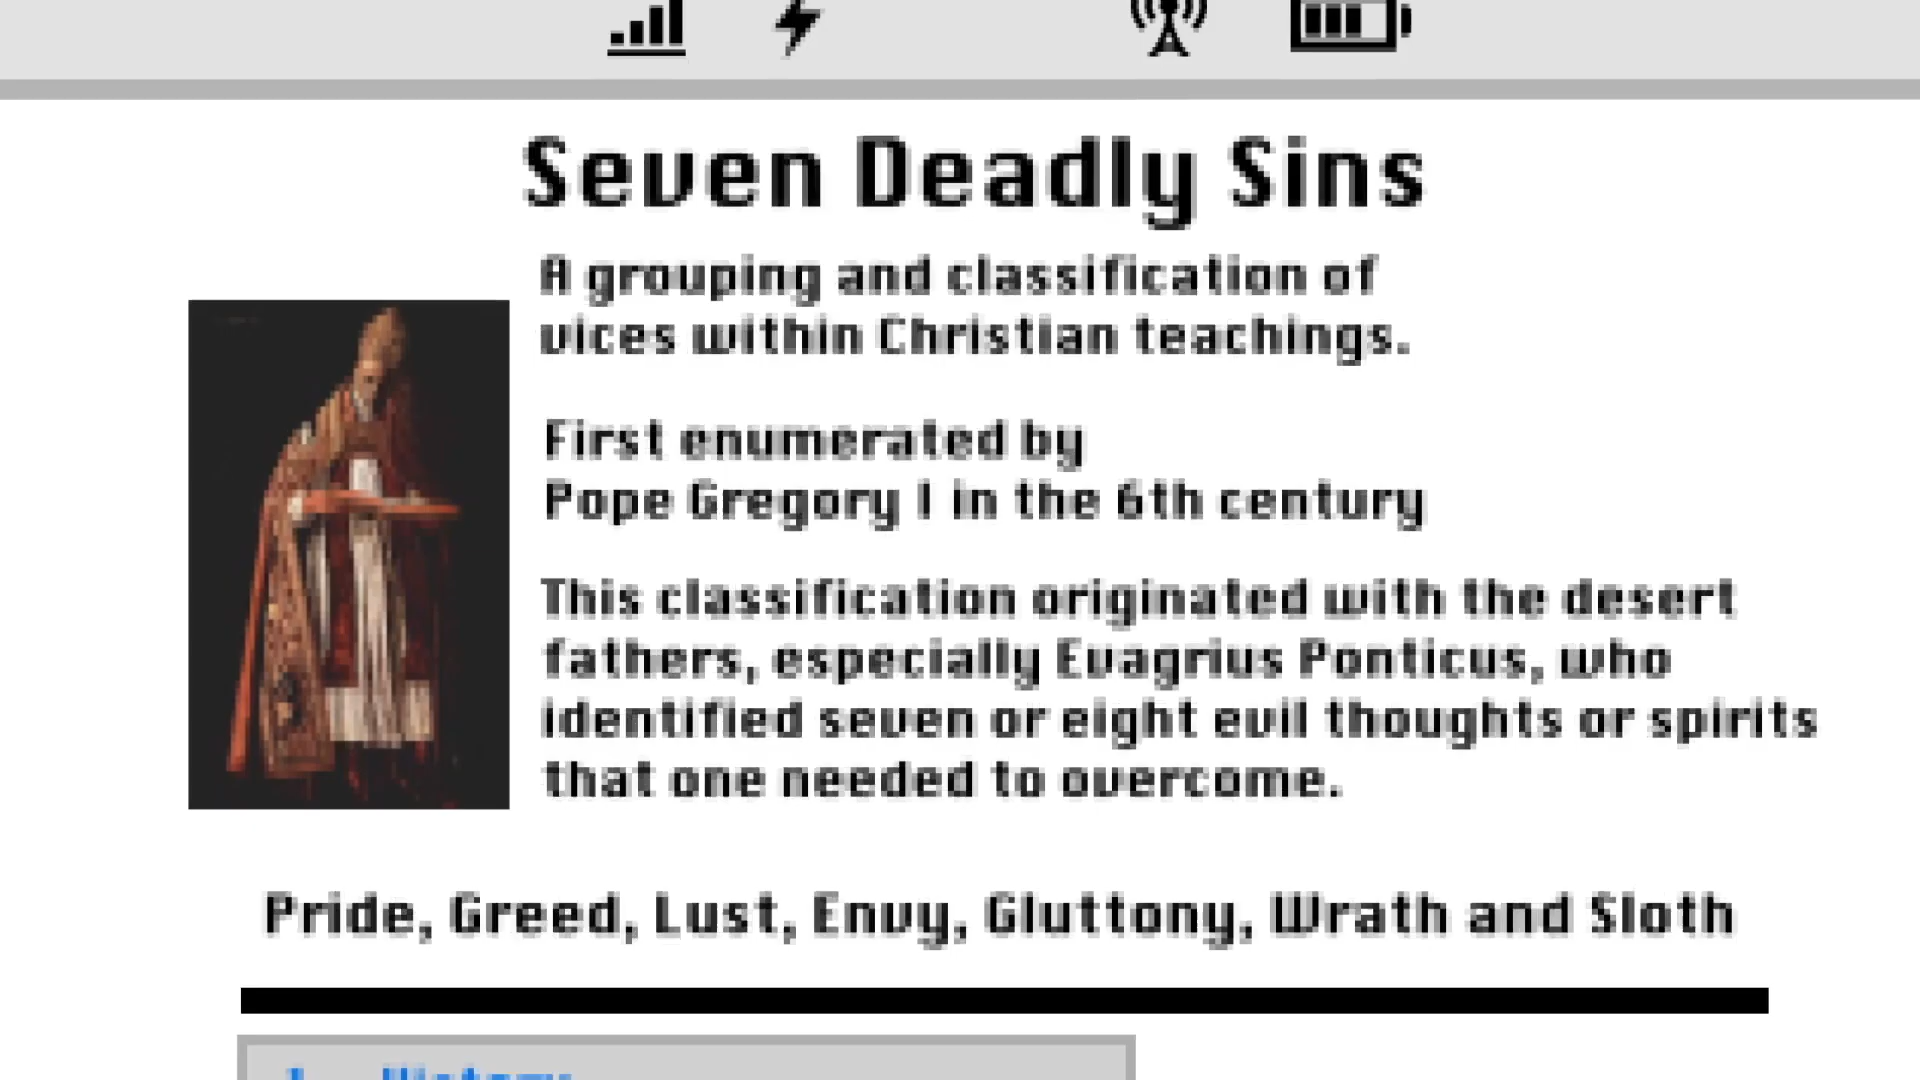 Seven Deadly Sins
A grouping and classification of
vices within Christian teachings.
First enumerated by
Pope Gregory I in the 6th century
This classification originated with the desert
fathers, especially Evagrius Ponticus, who
identified seven or eight evil thoughts or spirits
that one needed to overcome.
Pride, Greed, Lust, Envy, Gluttony, Wrath and Sloth
History